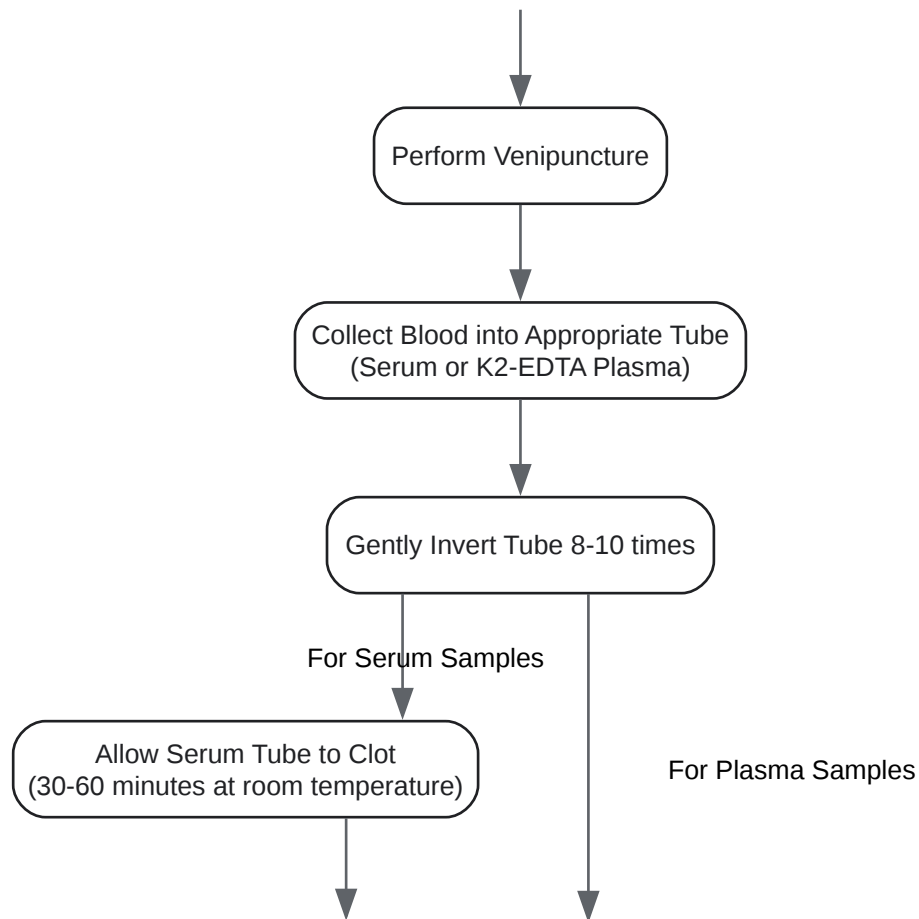 Perform Venipuncture
Collect Blood into Appropriate Tube
(Serum or K2-EDTA Plasma)
Gently Invert Tube 8-10 times
For Serum Samples
Allow Serum Tube to Clot
(30-60 minutes at room temperature)
For Plasma Samples